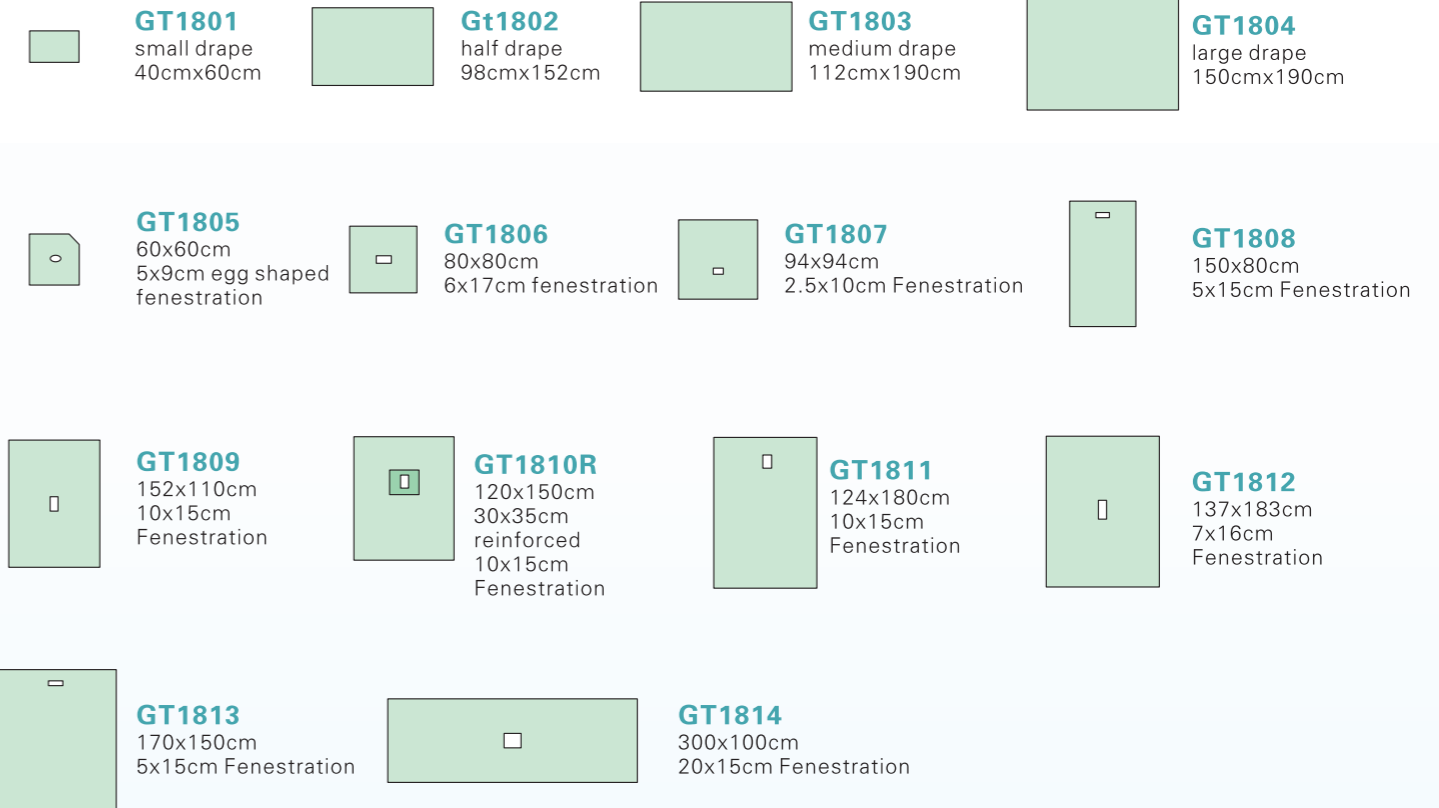 GT1801
small drape
40cmx60cm
Gt1802
half drape
98cmx152cm
GT1803
medium drape
112cmx190cm
GT1804
large drape
150cmx190cm
GT1805
60x60cm
5x9cm egg shaped
fenestration
GT1806
80x80cm
6x17cm fenestration
GT1807
94x94cm
2.5x10cm Fenestration
GT1808
150x80cm
5x15cm Fenestration
GT1809
152x110cm
10x15cm
Fenestration
GT1810R
120x150cm
30x35cm
reinforced
10x15cm
Fenestration
GT1811
124x180cm
10x15cm
Fenestration
GT1812
137x183cm
7x16cm
Fenestration
GT1813
170x150cm
5x15cm Fenestration
GT1814
300x100cm
20x15cm Fenestration